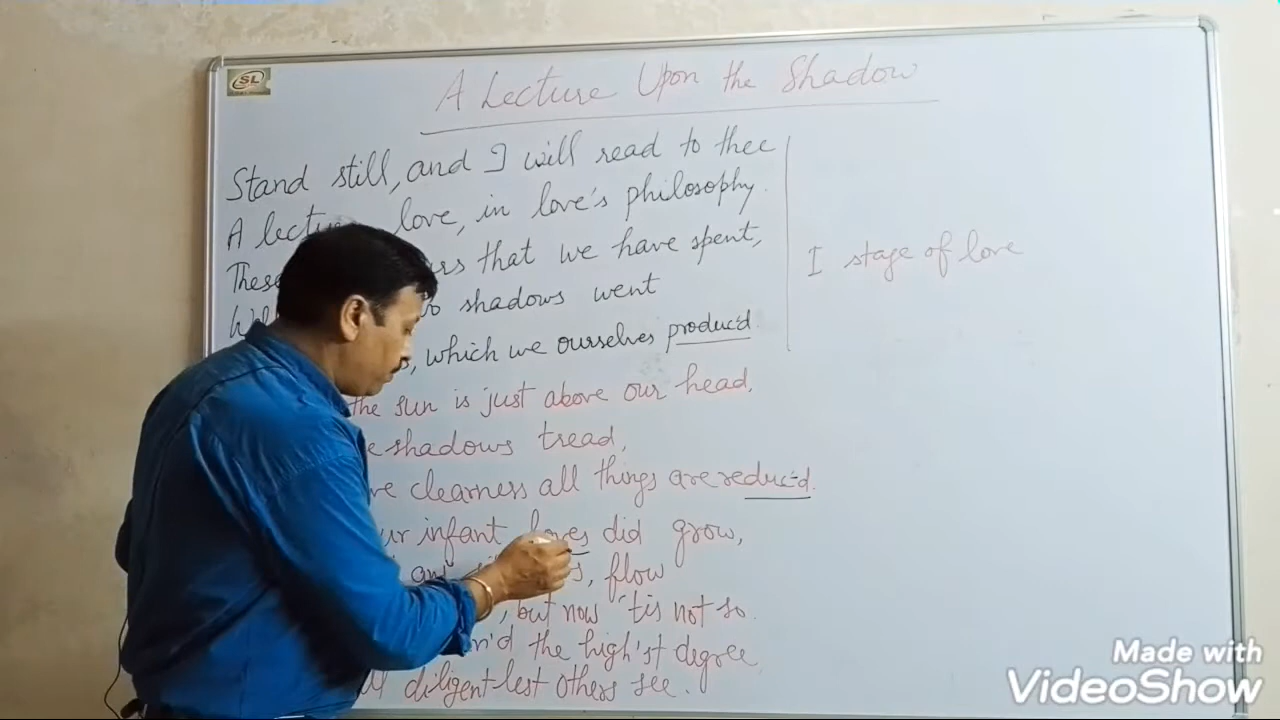 SL
A Lecture Upon the Shadow
Stand still, and I will read to thee
A lectu love, in love's philosophy.
These urs that we have spent,
shadows went
, which we ourselves produc'd.
the sun is just above our head,
shadows tread,
clearness all things are reduc'd.
ur infant loves did grow,
, flow
, but now 'tis not so.
n'd the high'st degree,
diligent lest others see.
I stage of love
Made with
VideoShow